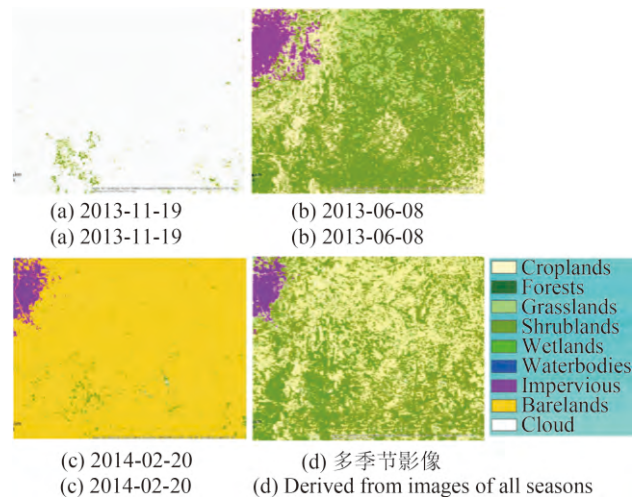 (a) 2013-11-19
(a) 2013-11-19
(b) 2013-06-08
(b) 2013-06-08
Croplands
Forests
Grasslands
Shrublands
Wetlands
Waterbodies
Impervious
Barelands
Cloud
(c) 2014-02-20
(c) 2014-02-20
(d) 多季节影像
(d) Derived from images of all seasons